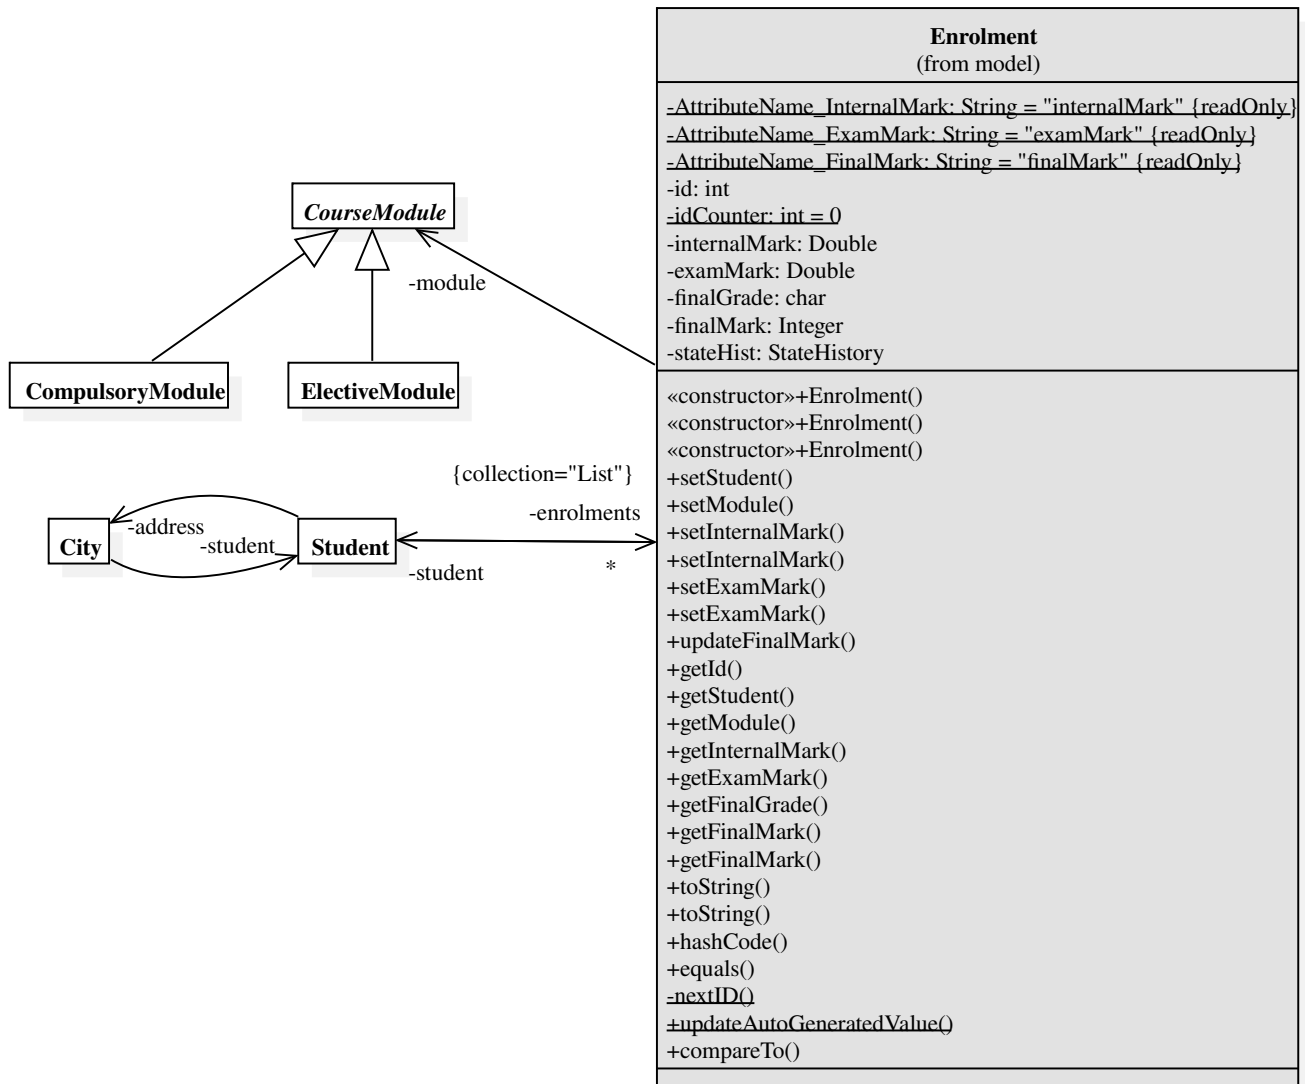 Enrolment
(from model)
-AttributeName_InternalMark: String = "internalMark" {readOnly}
-AttributeName_ExamMark: String = "examMark" {readOnly}
-AttributeName_FinalMark: String = "finalMark" {readOnly}
-id: int
-idCounter: int = 0
-internalMark: Double
-examMark: Double
-finalGrade: char
-finalMark: Integer
-stateHist: StateHistory
«constructor»+Enrolment()
«constructor»+Enrolment()
«constructor»+Enrolment()
+setStudent()
+setModule()
+setInternalMark()
+setInternalMark()
+setExamMark()
+setExamMark()
+updateFinalMark()
+getId()
+getStudent()
+getModule()
+getInternalMark()
+getExamMark()
+getFinalGrade()
+getFinalMark()
+getFinalMark()
+toString()
+toString()
+hashCode()
+equals()
-nextID()
+updateAutoGeneratedValue()
+compareTo()
CourseModule
-module
CompulsoryModule
ElectiveModule
{collection="List"}
-enrolments
-address
-student
City
Student
-student
*